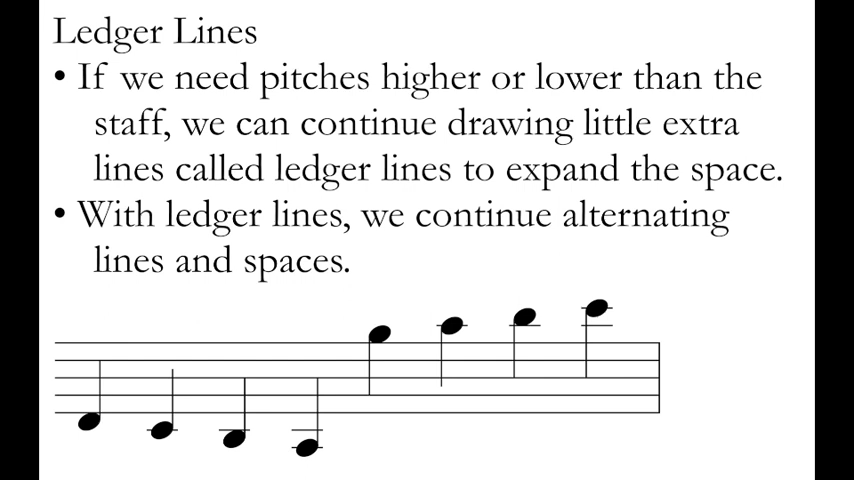 Ledger Lines
• If we need pitches higher or lower than the
staff, we can continue drawing little extra
lines called ledger lines to expand the space.
• With ledger lines, we continue alternating
lines and spaces.